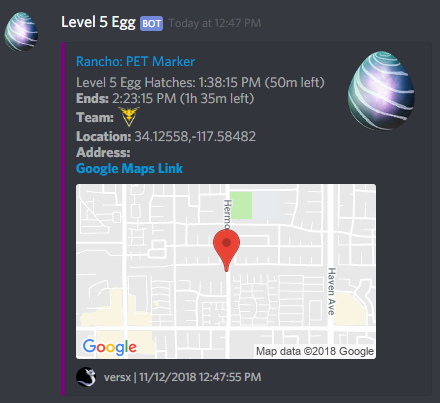 Level 5 Egg BOT Today at 12:47 PM
Rancho: PET Marker
Level 5 Egg Hatches: 1:38:15 PM (50m left)
Ends: 2:23:15 PM (1h 35m left)
Team:
Location: 34.12558,-117.58482
Address:
Google Maps Link
Hermo
Haven Ave
Google
Map data ©2018 Google
versx | 11/12/2018 12:47:55 PM